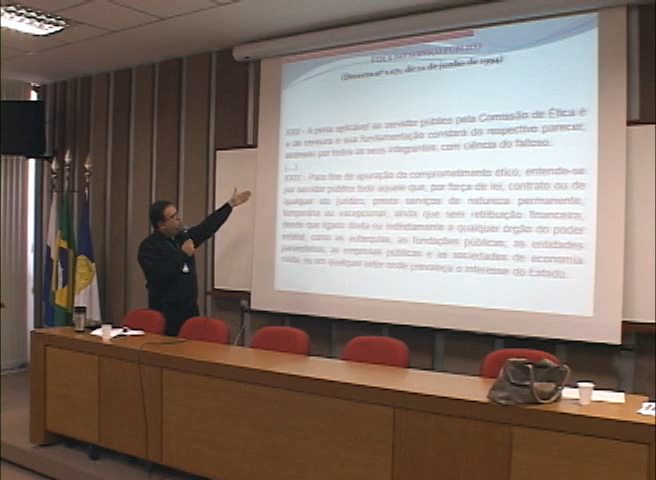 ÉTICA NO SERVIÇO PÚBLICO
(Decreto nº 1.171, de 22 de junho de 1994)
XXII - A pena aplicável ao servidor público pela Comissão de Ética é
a de censura e sua fundamentação constará do respectivo parecer,
assinado por todos os seus integrantes, com ciência do faltoso.
(...)
XXIV - Para fins de apuração do comprometimento ético, entende-se
por servidor público todo aquele que, por força de lei, contrato ou de
qualquer ato jurídico, preste serviços de natureza permanente,
temporária ou excepcional, ainda que sem retribuição financeira,
desde que ligado direta ou indiretamente a qualquer órgão do poder
estatal, como as autarquias, as fundações públicas, as entidades
paraestatais, as empresas públicas e as sociedades de economia
mista, ou em qualquer setor onde prevaleça o interesse do Estado.